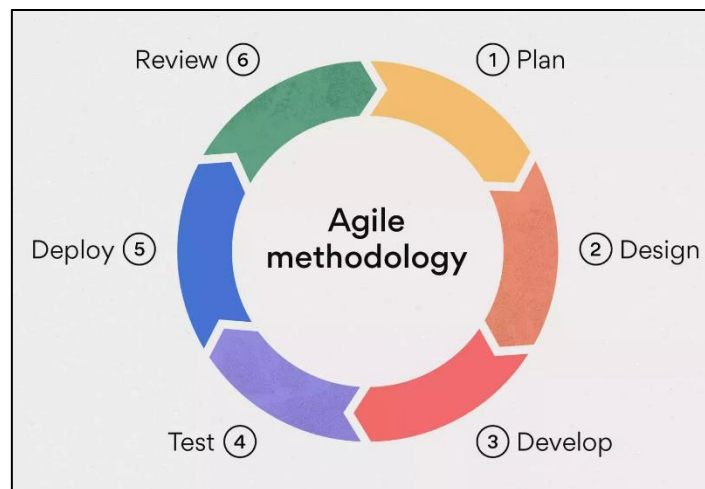 Agile
methodology
1 Plan
2 Design
3 Develop
Test 4
Deploy 5
Review 6